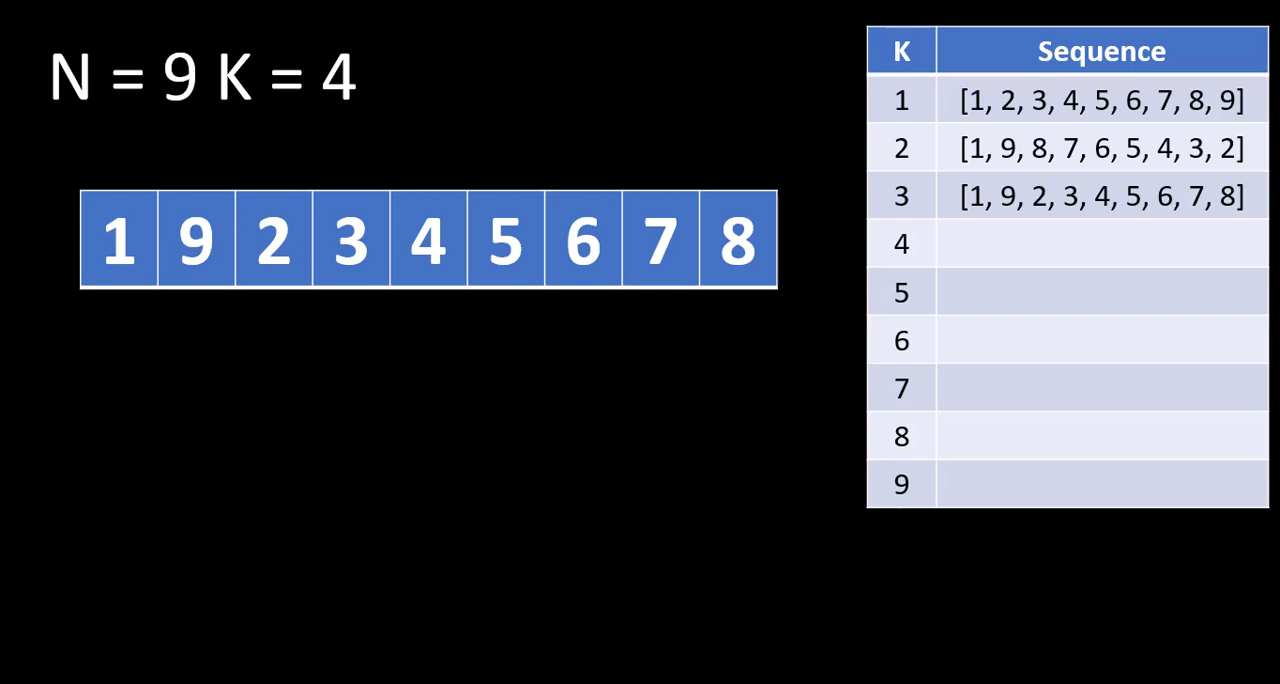 N = 9 K = 4
1 9 2 3 4 5 6 7 8
K Sequence
1 [1, 2, 3, 4, 5, 6, 7, 8, 9]
2 [1, 9, 8, 7, 6, 5, 4, 3, 2]
3 [1, 9, 2, 3, 4, 5, 6, 7, 8]
4
5
6
7
8
9